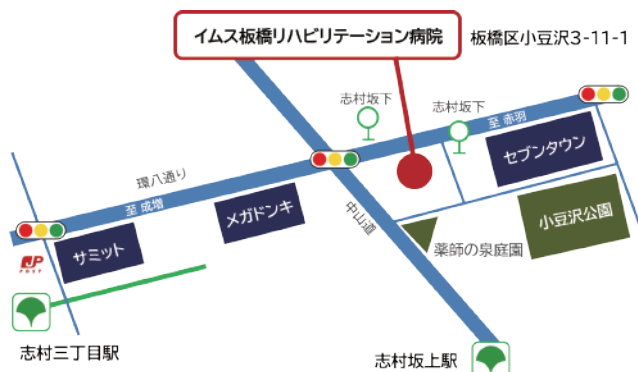 イムス板橋リハビリテーション病院
板橋区小豆沢3-11-1
志村坂下
志村坂下
至 赤羽
セブンタウン
環八通り
至 成増
メガドンキ
中山道
小豆沢公園
サミット
薬師の泉庭園
JP
POST
志村三丁目駅
志村坂上駅